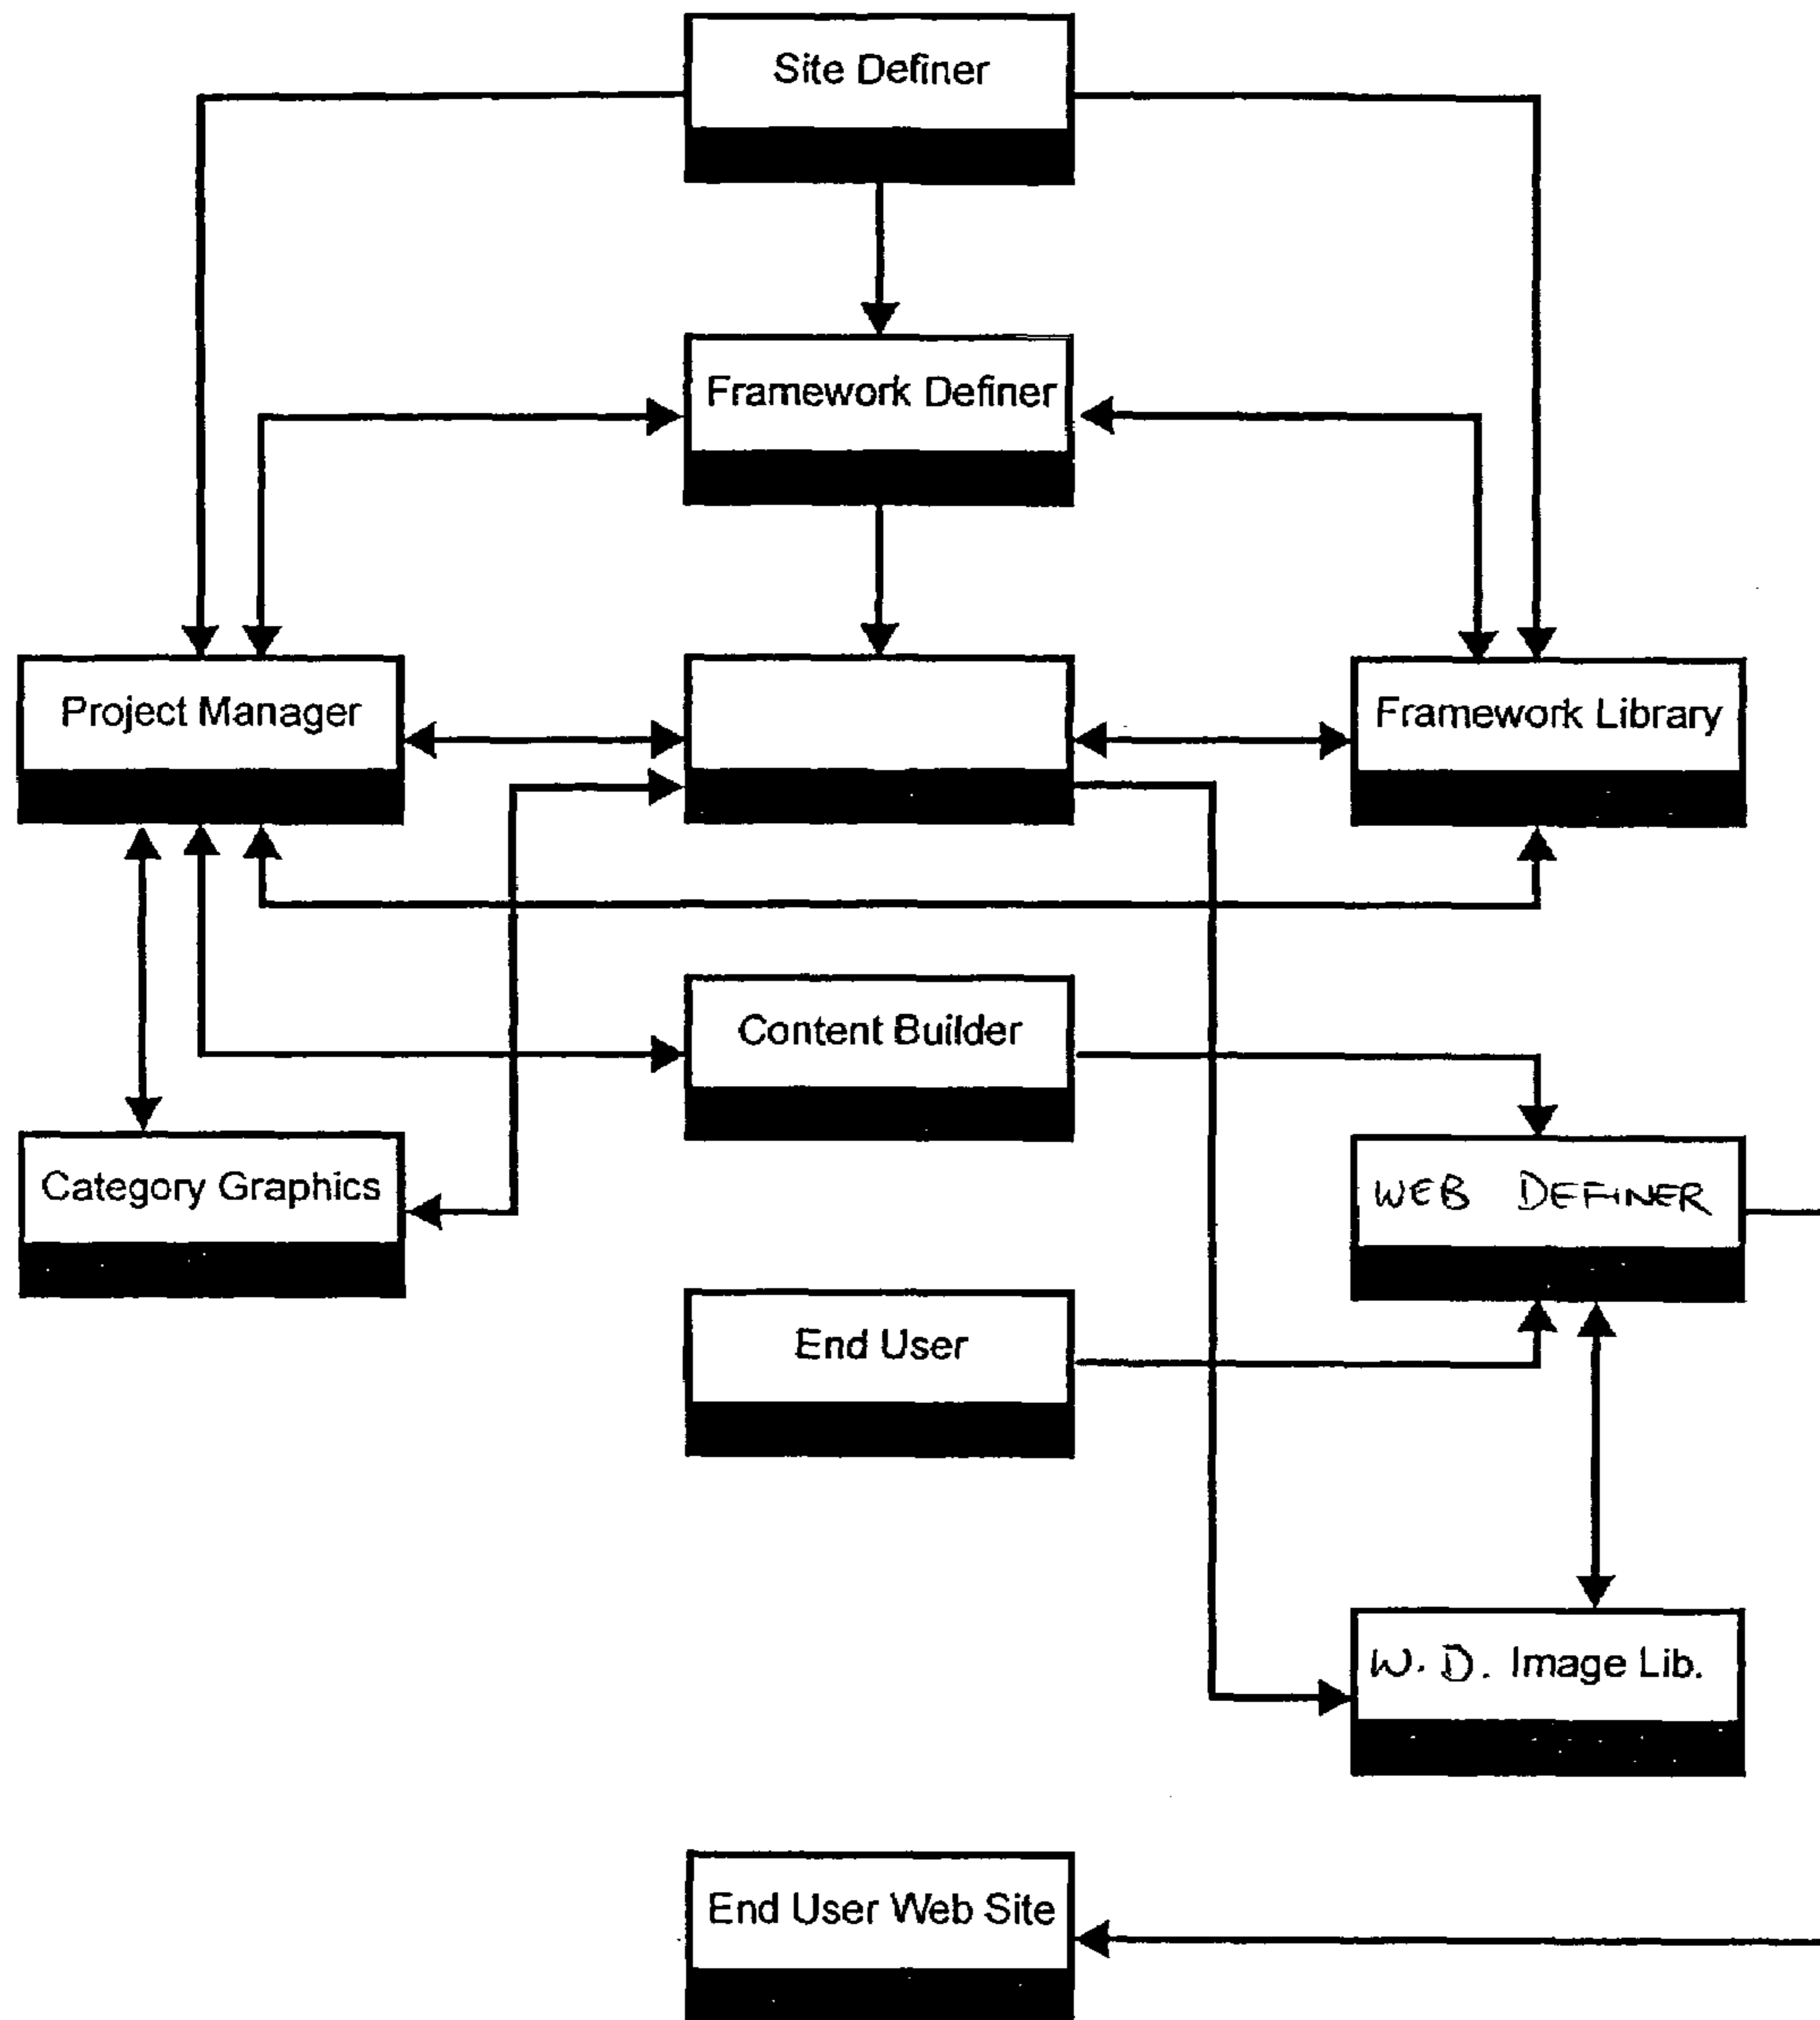 Site Definer
Framework Definer
Project Manager
Framework Library
Content Builder
Category Graphics
WEB DEFINER
End User
W. D. Image Lib.
End User Web Site